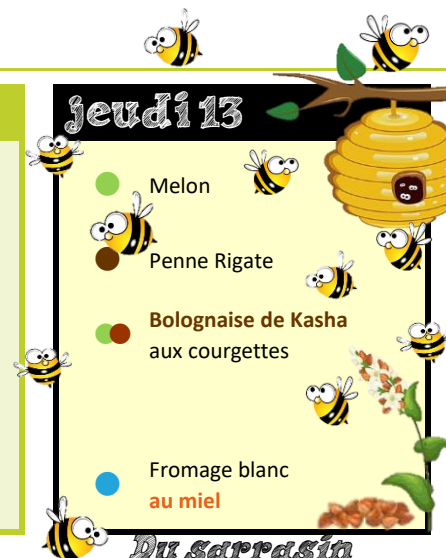 jeudi 13
Melon
Penne Rigate
Bolognaise de Kasha
aux courgettes
Fromage blanc
au miel
Du sarrasin